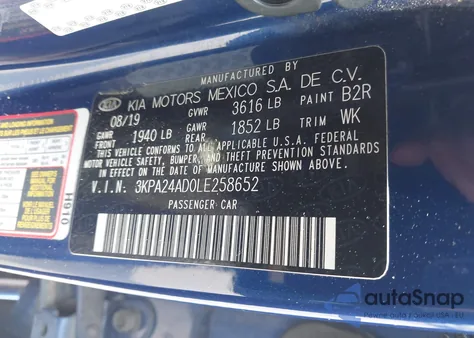 MANUFACTURED BY
KIA KIA MOTORS MEXICO S.A. DE C.V.
08/19 GVWR 3616 LB PAINT B2R
GAWR 1940 LB GAWR 1852 LB TRIM WK
THIS VEHICLE CONFORMS TO ALL APPLICABLE U.S.A. FEDERAL
MOTOR VEHICLE SAFETY, BUMPER, AND THEFT PREVENTION STANDARDS
IN EFFECT ON THE DATE OF MANUFACTURE SHOWN ABOVE.
V.I.N: 3KPA24AD0LE258652
PASSENGER CAR
H910
autoSnap